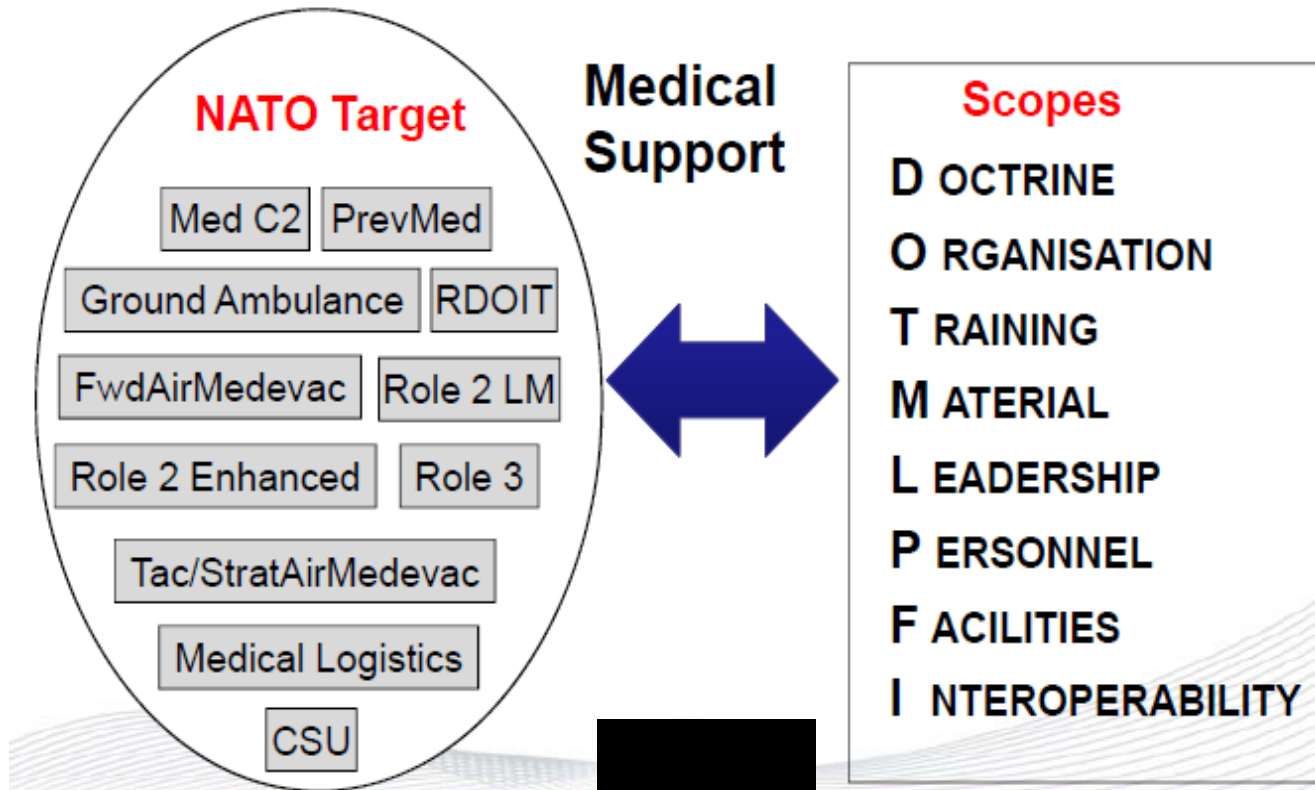 NATO Target
Med C2 PrevMed
Ground Ambulance RDOIT
FwdAirMedevac Role 2 LM
Role 2 Enhanced Role 3
Tac/StratAirMedevac
Medical Logistics
CSU
Medical
Support
Scopes
D OCTRINE
O RGANISATION
T RAINING
M ATERIAL
L EADERSHIP
P ERSONNEL
F ACILITIES
I NTEROPERABILITY